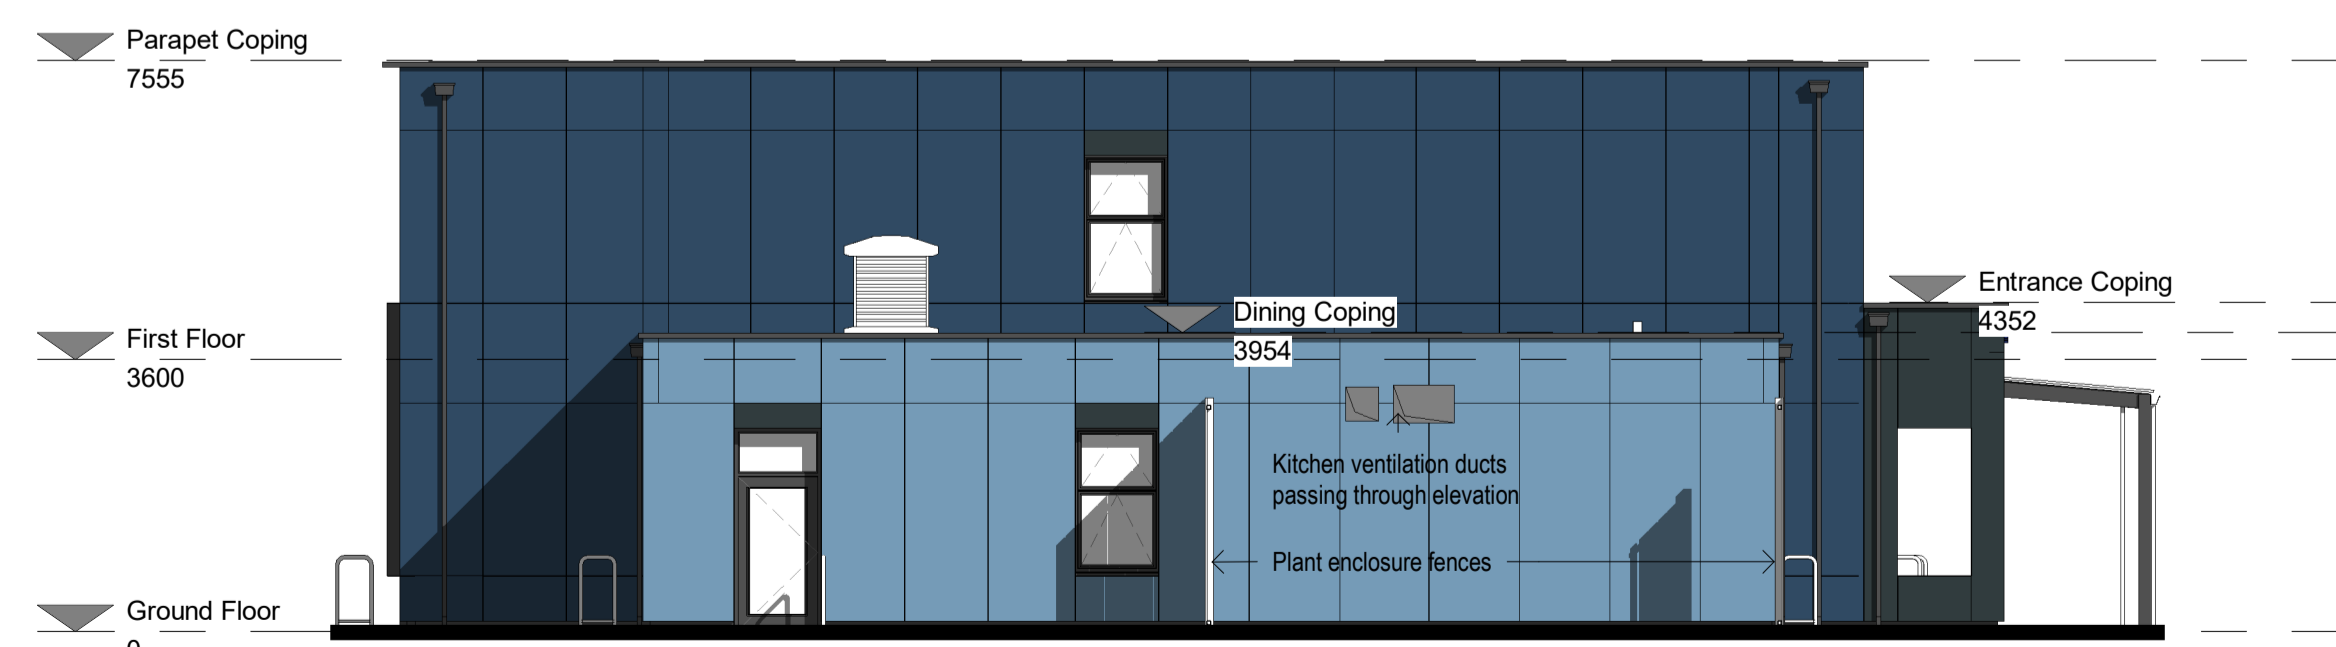 Parapet Coping
7555
Entrance Coping
4352
Dining Coping
3954
First Floor
3600
Kitchen ventilation ducts
passing through elevation
Plant enclosure fences
Ground Floor
0